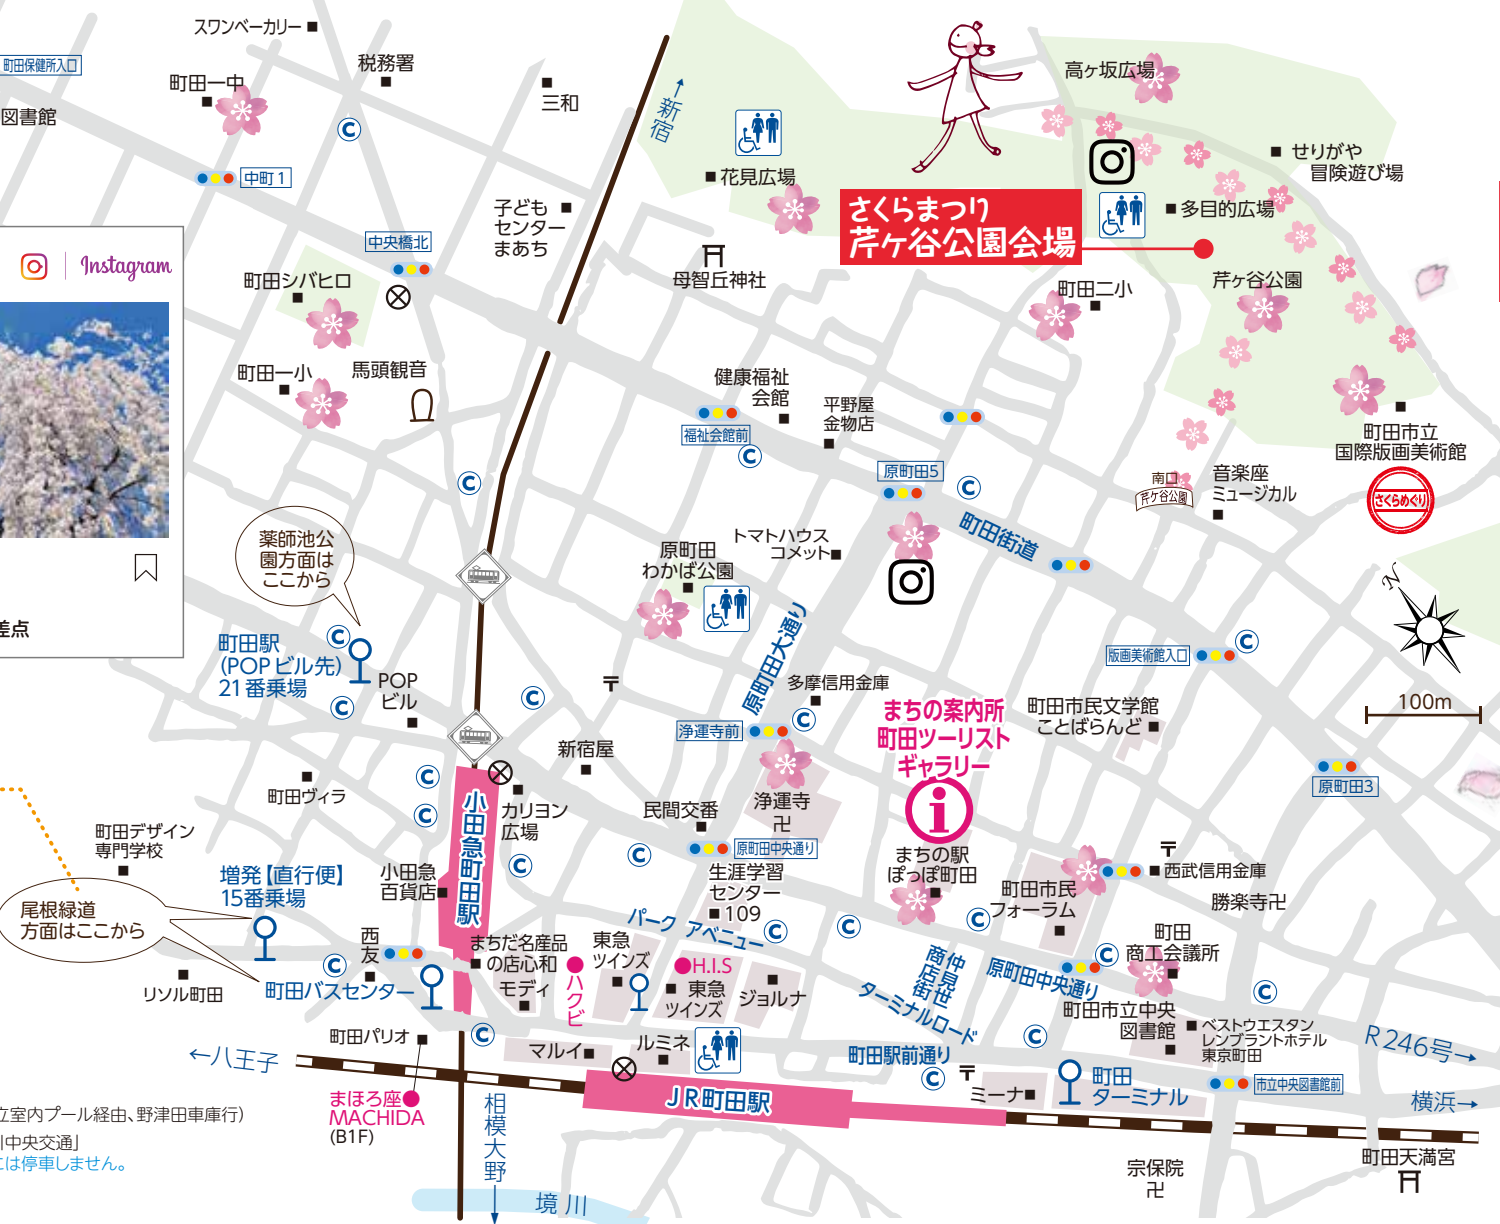 スワンベーカリー
町田保健所入口
税務署
町田一中
三和
図書館
中町1
↑新宿
花見広場
高ヶ坂広場
せりがや
冒険遊び場
多目的広場
子ども
センター
まあち
さくらまつり
芹ヶ谷公園会場
中央橋北
Instagram
町田シバヒロ
母智丘神社
芹ヶ谷公園
町田二小
町田一小
馬頭観音
健康福祉
会館
平野屋
金物店
福祉会館前
C
原町田5
町田市立
国際版画美術館
さくらめぐり
南口
芹ケ谷公園
音楽座
ミュージカル
町田街道
薬師池公
園方面は
ここから
トマトハウス
コメット
原町田
わかば公園
N
原町田大通り
差点
町田駅
(POPビル先)
21番乗場
POP
ビル
版画美術館入口
100m
多摩信用金庫
浄運寺前
まちの案内所
町田ツーリスト
ギャラリー
i
町田市民文学館
ことばらんど
新宿屋
原町田3
町田ヴィラ
カリヨン
広場
小田急町田駅
民間交番
浄運寺
卍
町田デザイン
専門学校
原町田中央通り
まちの駅
ぽっぽ町田
小田急
百貨店
増発【直行便】
15番乗場
生涯学習
センター
109
町田市民
フォーラム
西武信用金庫
勝楽寺卍
尾根緑道
方面はここから
パーク アベニュー
西友
まちだ名産品
の店心和
モディ
ハクビ
東急
ツインズ
H.I.S
東急
ツインズ
ジョルナ
仲見世
商店街
原町田中央通り
町田
商工会議所
リソル町田
町田バスセンター
ターミナルロード
町田市立中央
図書館
ベストウエスタン
レンブラントホテル
東京町田
R246号→
町田パリオ
マルイ
ルミネ
町田駅前通り
←八王子
JR町田駅
ミーナ
町田
ターミナル
市立中央図書館前
横浜→
まほろ座
MACHIDA
(B1F)
相模大野
立室内プール経由、野津田車庫行)
川中央交通」
には停車しません。
宗保院
卍
町田天満宮
境川